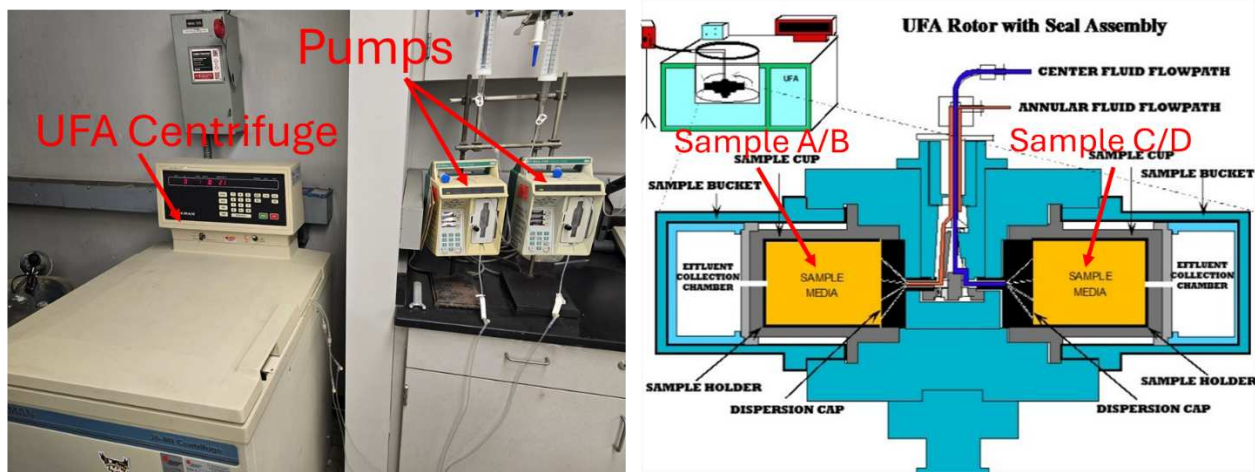 Pumps
UFA Centrifuge
UFA Rotor with Seal Assembly
UFA
CENTER FLUID FLOWPATH
ANNULAR FLUID FLOWPATH
Sample A/B
Sample C/D
SAMPLE CUP
SAMPLE CUP
SAMPLE BUCKET
SAMPLE BUCKET
EFFLUENT
COLLECTION
CHAMBER
SAMPLE
MEDIA
SAMPLE
MEDIA
EFFLUENT
COLLECTION
CHAMBER
SAMPLE HOLDER
SAMPLE HOLDER
DISPERSION CAP
DISPERSION CAP